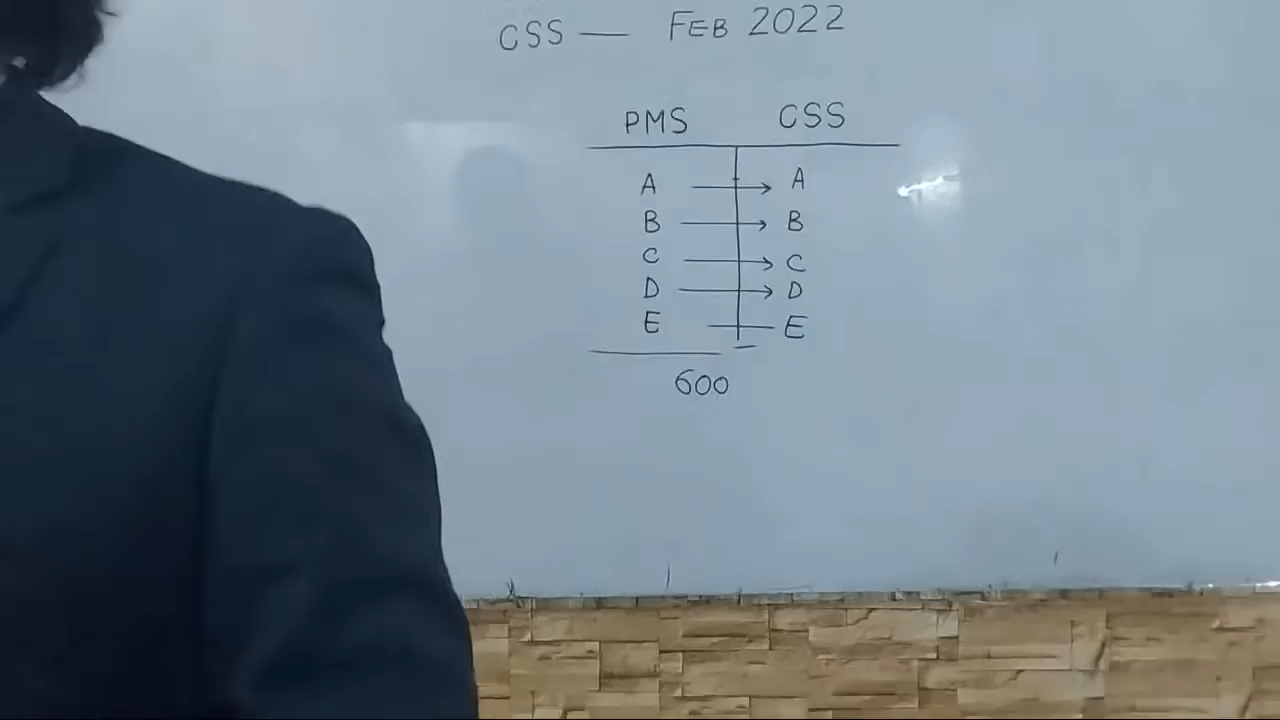 CSS — FEB 2022
PMS CSS
A → A
B → B
C → C
D → D
E — E
600